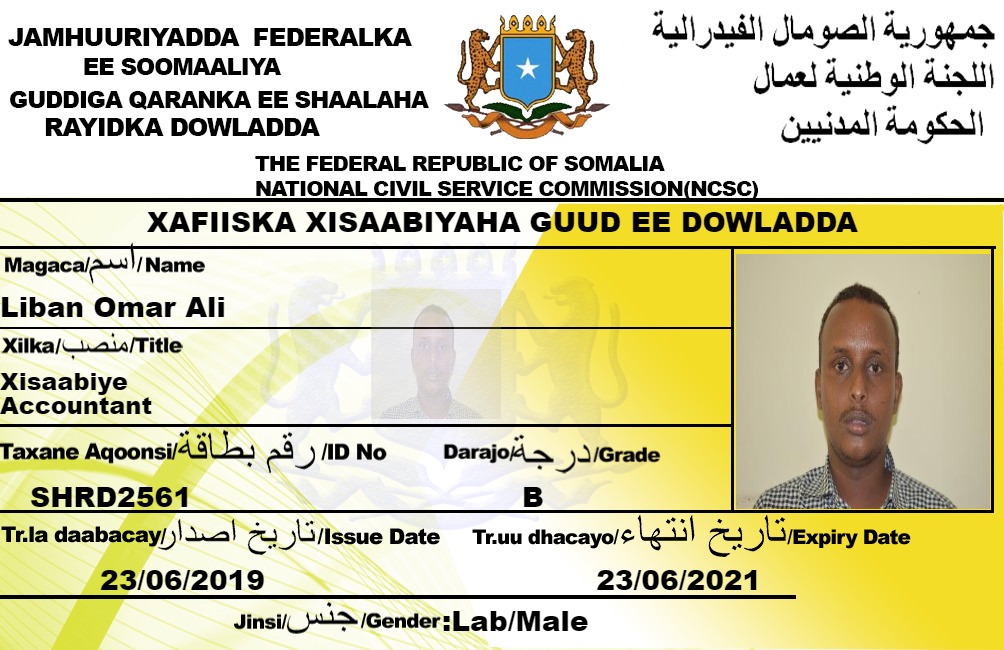 JAMHUURIYADDA FEDERALKA
EE SOOMAALIYA
GUDDIGA QARANKA EE SHAALAHA
RAYIDKA DOWLADDA
جمهورية الصومال الفيدرالية
اللجنة الوطنية لعمال
الحكومة المدنيين
THE FEDERAL REPUBLIC OF SOMALIA
NATIONAL CIVIL SERVICE COMMISSION(NCSC)
XAFIISKA XISAABIYAHA GUUD EE DOWLADDA
Magaca/اسم/Name
Liban Omar Ali
Xilka/منصب/Title
Xisaabiye
Accountant
Taxane Aqoonsi/رقم بطاقة/ID No
SHRD2561
Darajo/درجة/Grade
B
Tr.la daabacay/تاريخ اصدار/Issue Date
23/06/2019
Tr.uu dhacayo/تاريخ انتهاء/Expiry Date
23/06/2021
Jinsi/جنس/Gender:Lab/Male